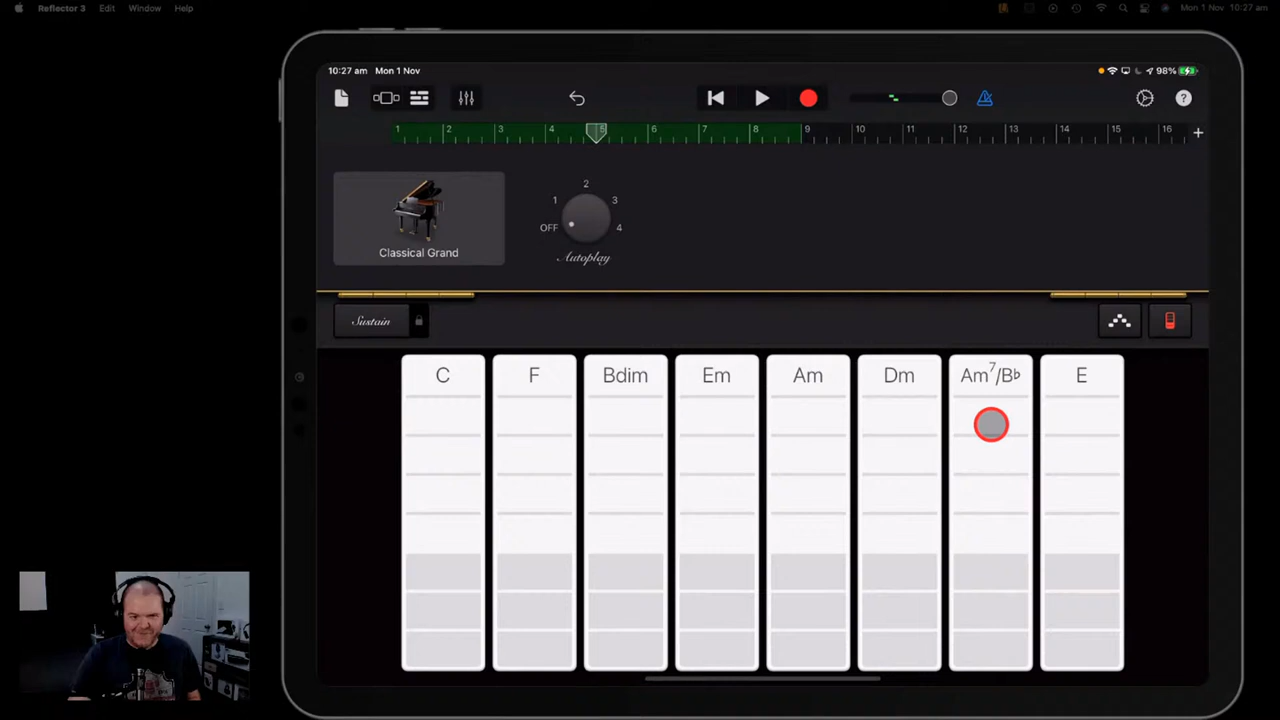 Reflector 3 Edit Window Help Mon 1 Nov 10:27 am
10:27 am Mon 1 Nov 98%
1 2 3 4 5 6 7 8 9 10 11 12 13 14 15 16 +
Classical Grand
OFF 1 2 3 4
Autoplay
Sustain
C F Bdim Em Am Dm Am7/B♭ E